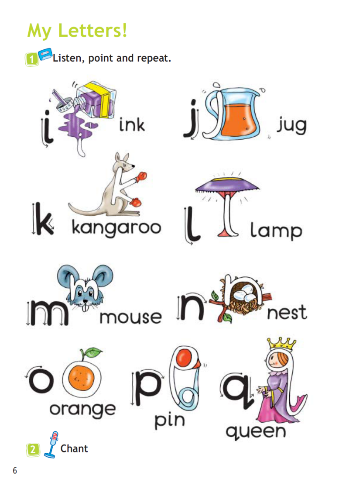 My Letters!
1 Listen, point and repeat.
i ink
j jug
k kangaroo
l lamp
m mouse
n nest
o orange
p pin
q queen
2 Chant
6